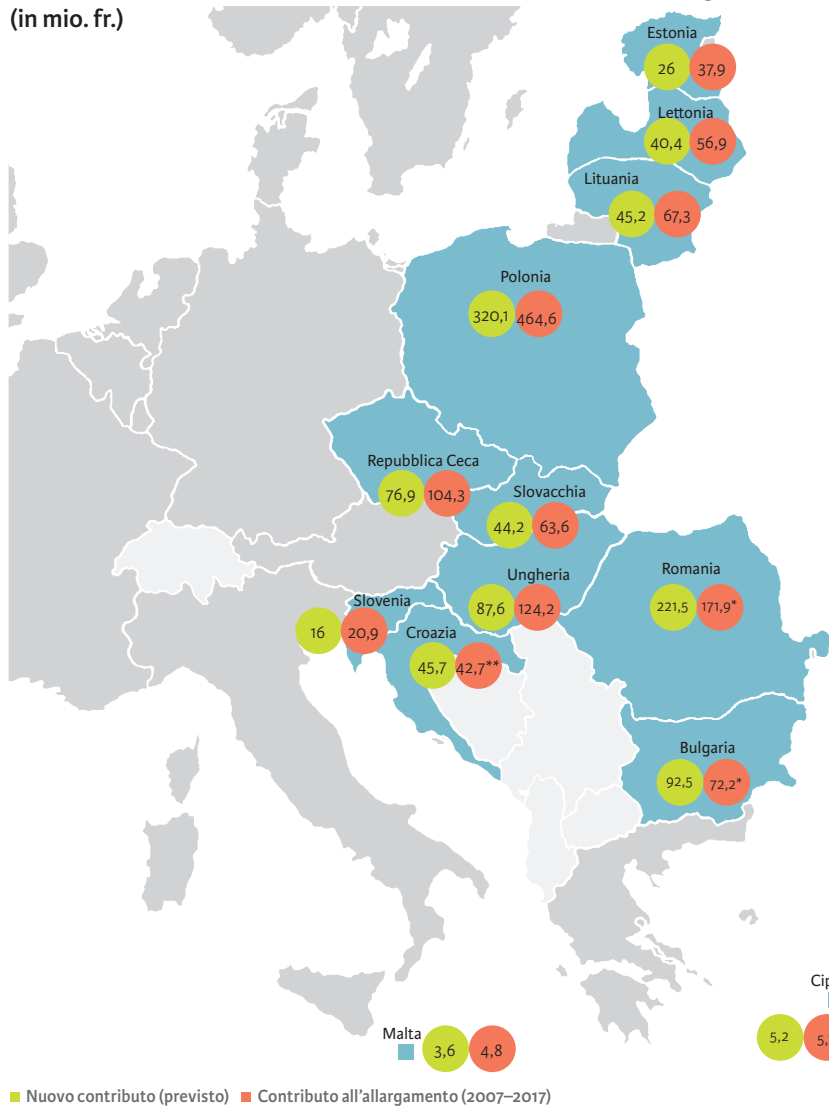 (in mio. fr.)
Estonia
26 37,9
Lettonia
40,4 56,9
Lituania
45,2 67,3
Polonia
320,1 464,6
Repubblica Ceca
76,9 104,3
Slovacchia
44,2 63,6
Ungheria
87,6 124,2
Romania
221,5 171,9*
Slovenia
16 20,9
Croazia
45,7 42,7**
Bulgaria
92,5 72,2*
5,2
Malta
3,6 4,8
Nuovo contributo (previsto) Contributo all'allargamento (2007–2017)